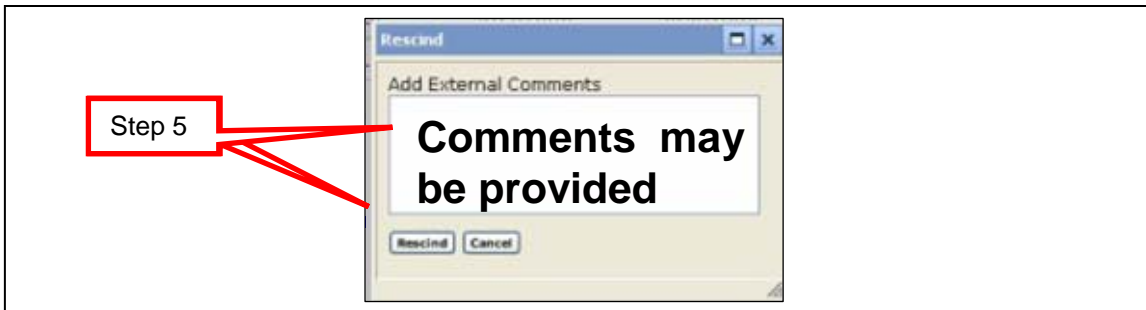 Rescind
Add External Comments
Step 5
Comments may
be provided
Rescind Cancel